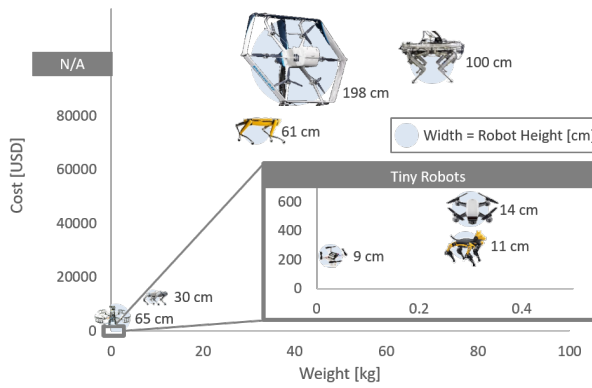 N/A
198 cm
100 cm
80000
61 cm
Width = Robot Height [cm]
60000
Cost [USD]
Tiny Robots
600
14 cm
400
11 cm
9 cm
200
0
0
0.2
0.4
40000
20000
30 cm
65 cm
0
0
20
40
60
80
100
Weight [kg]